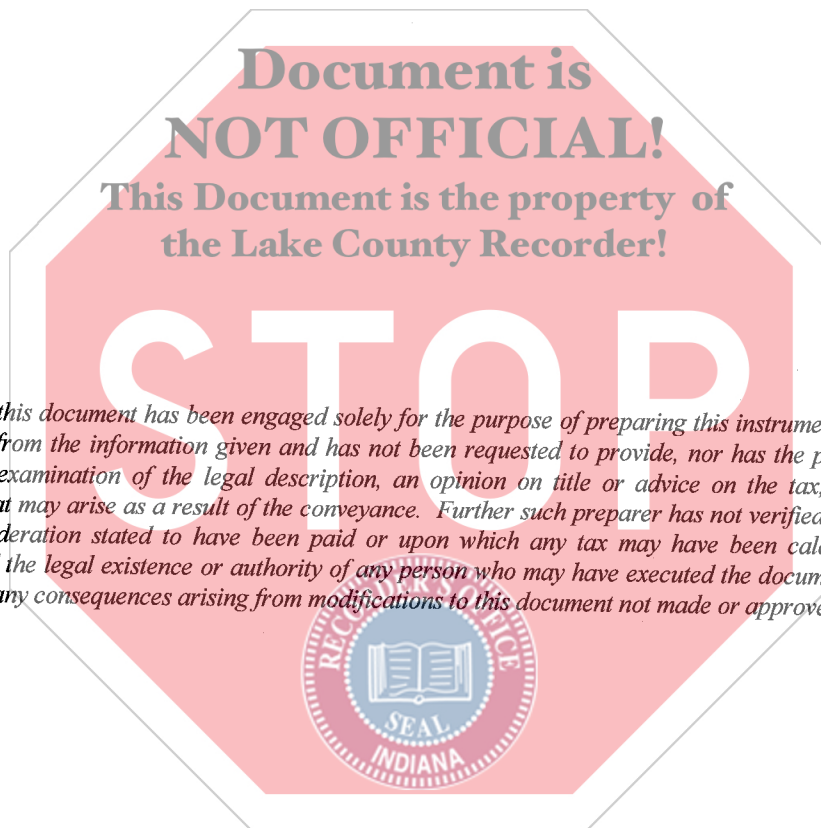 Document is
NOT OFFICIAL!
This Document is the property of
the Lake County Recorder!
STOP
this document has been engaged solely for the purpose of preparing this instrume
from the information given and has not been requested to provide, nor has the p
examination of the legal description, an opinion on title or advice on the tax,
at may arise as a result of the conveyance. Further such preparer has not verified
deration stated to have been paid or upon which any tax may have been calc
the legal existence or authority of any person who may have executed the docum
any consequences arising from modifications to this document not made or approve
RECORDER'S OFFICE
SEAL
INDIANA